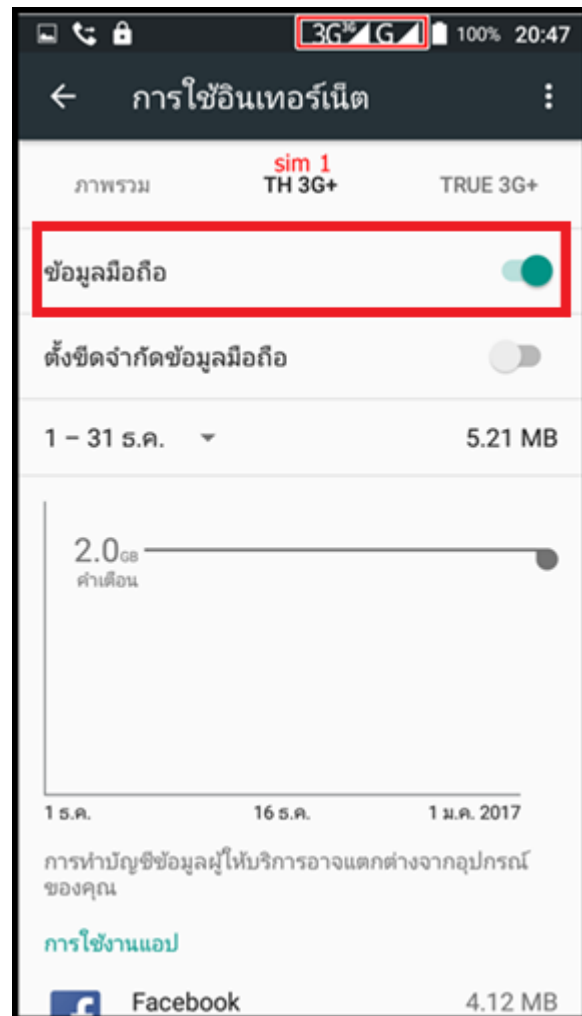 3G 3G G 100% 20:47
การใช้อินเทอร์เน็ต
sim 1
ภาพรวม TH 3G+ TRUE 3G+
ข้อมูลมือถือ
ตั้งขีดจำกัดข้อมูลมือถือ
1 – 31 ธ.ค. 5.21 MB
2.0GB
คำเตือน
1 ธ.ค. 16 ธ.ค. 1 ม.ค. 2017
การทำบัญชีข้อมูลผู้ให้บริการอาจแตกต่างจากอุปกรณ์
ของคุณ
การใช้งานแอป
Facebook 4.12 MB